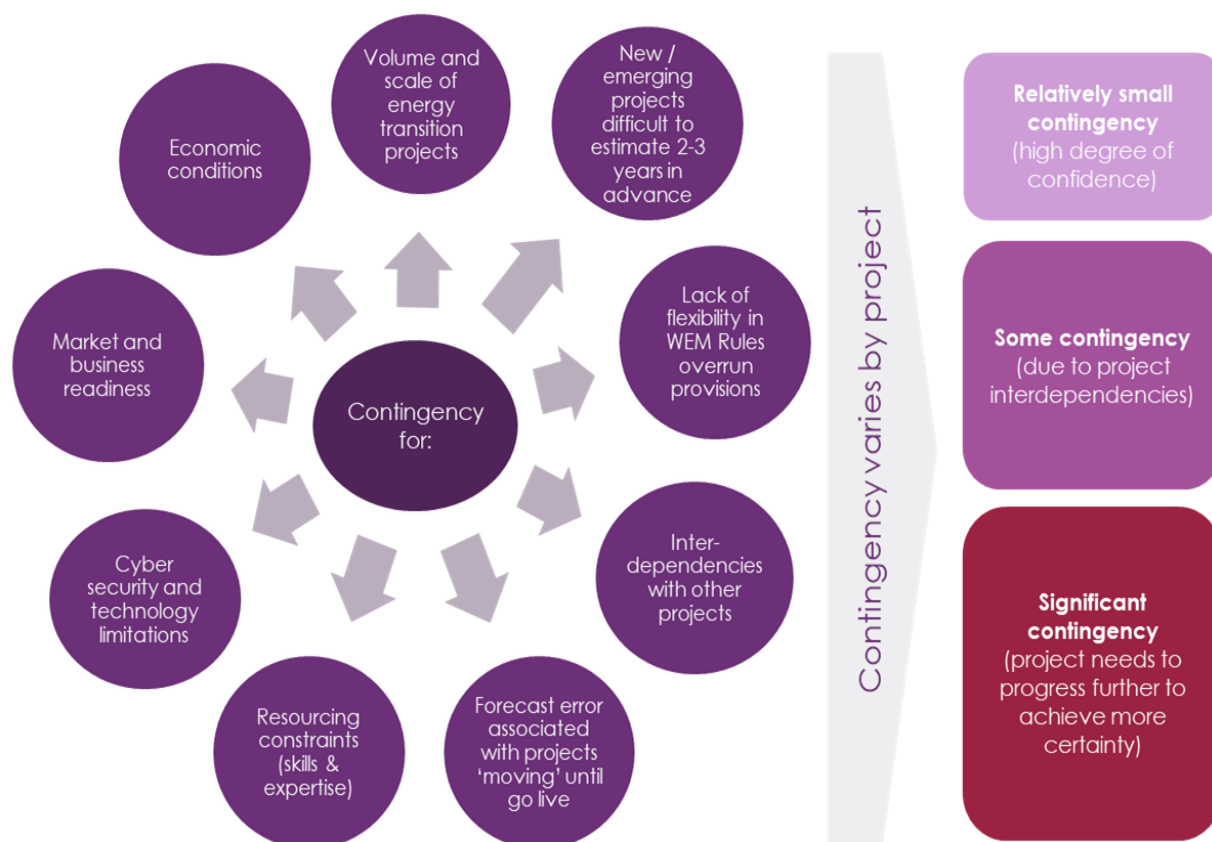 Volume and
scale of
energy
transition
projects
New /
emerging
projects
difficult to
estimate 2-3
years in
advance
Economic
conditions
Lack of
flexibility in
WEM Rules
overrun
provisions
Market and
business
readiness
Contingency
for:
Cyber
security and
technology
limitations
Inter-
dependencies
with other
projects
Resourcing
constraints
(skills &
expertise)
Forecast error
associated
with projects
‘moving’ until
go live
Contingency varies by project
Relatively small
contingency
(high degree of
confidence)
Some contingency
(due to project
interdependencies)
Significant
contingency
(project needs to
progress further to
achieve more
certainty)